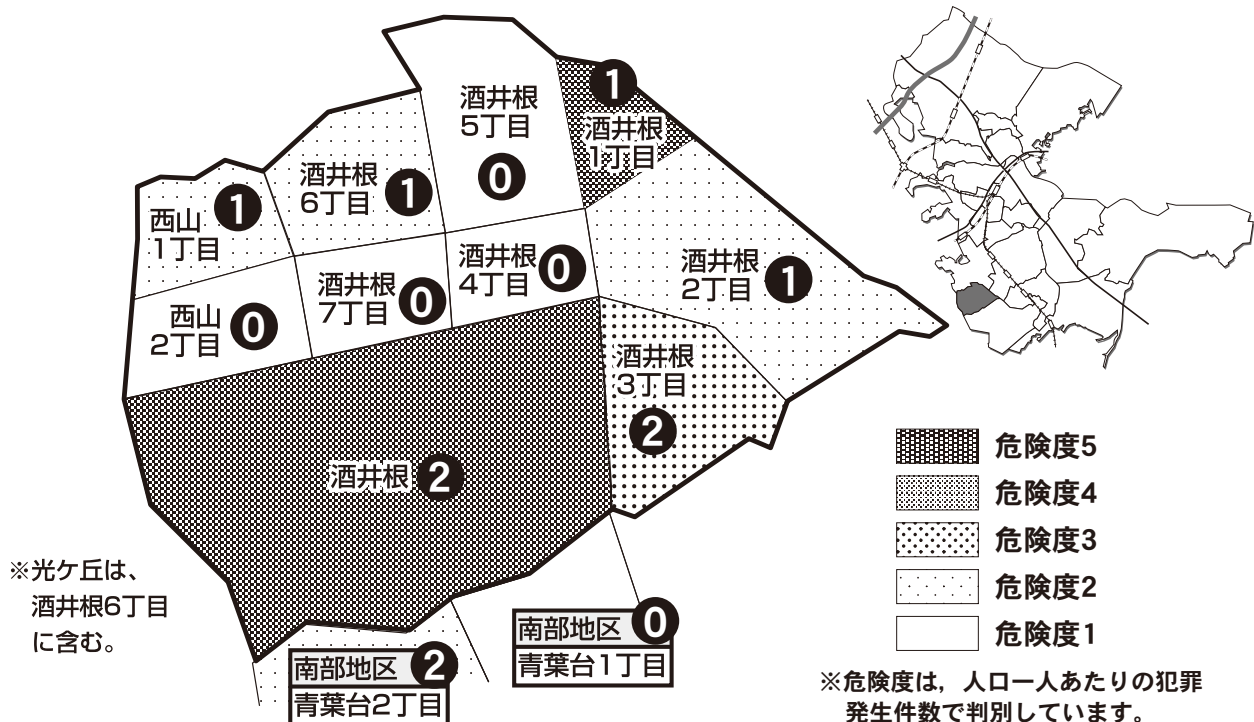 酒井根
5丁目
0
1
酒井根
1丁目
酒井根
6丁目
1
西山
1丁目
1
酒井根
4丁目
0
酒井根
2丁目
1
酒井根
7丁目
0
西山
2丁目
0
酒井根
3丁目
2
酒井根
2
※光ケ丘は、
酒井根6丁目
に含む。
南部地区
0
青葉台1丁目
南部地区
2
青葉台2丁目
危険度5
危険度4
危険度3
危険度2
危険度1
※危険度は，人口一人あたりの犯罪
発生件数で判別しています。